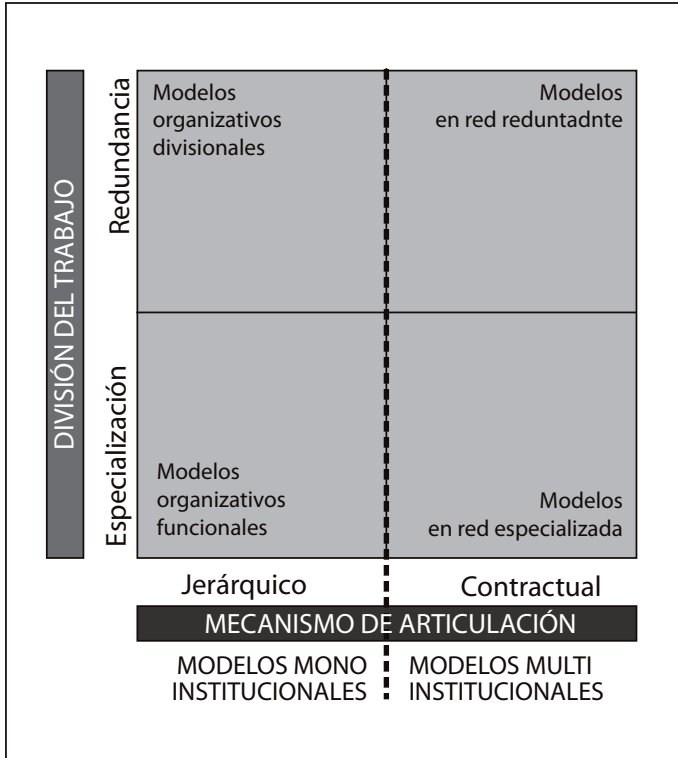 DIVISIÓN DEL TRABAJO
Redundancia
Especialización
Modelos
organizativos
divisionales
Modelos
en red reduntadnte
Modelos
organizativos
funcionales
Modelos
en red especializada
Jerárquico
Contractual
MECANISMO DE ARTICULACIÓN
MODELOS MONO
INSTITUCIONALES
MODELOS MULTI
INSTITUCIONALES